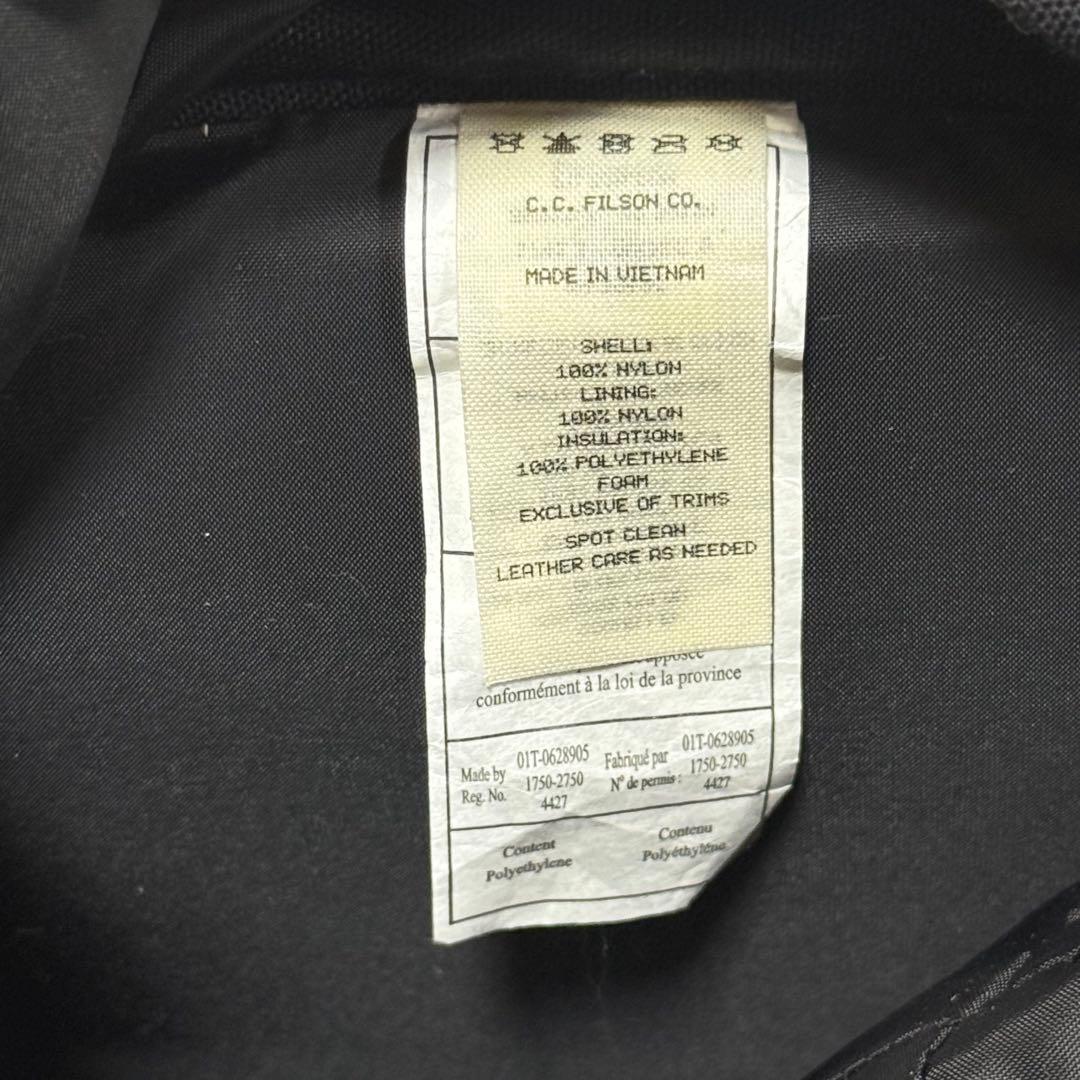 C.C. FILSON CO.
MADE IN VIETNAM
SHELL:
100% NYLON
LINING:
100% NYLON
INSULATION:
100% POLYETHYLENE
FOAM
EXCLUSIVE OF TRIMS
SPOT CLEAN
LEATHER CARE AS NEEDED
apposée
conformément à la loi de la province
Made by Reg. No. 01T-0628905 1750-2750 4427
Fabriqué par N° de permis : 01T-0628905 1750-2750 4427
Content
Polyethylene
Contenu
Polyéthylène